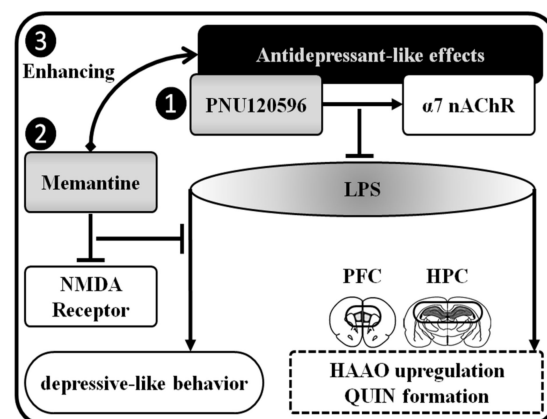 3
Enhancing
Antidepressant-like effects
1
PNU120596
α7 nAChR
2
Memantine
LPS
NMDA
Receptor
PFC
HPC
depressive-like behavior
HAAO upregulation
QUIN formation